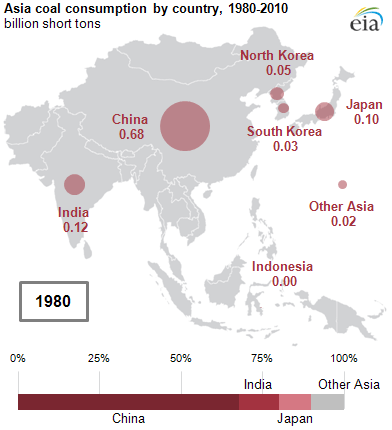 Asia coal consumption by country, 1980-2010
billion short tons
eia
North Korea
0.05
China
0.68
Japan
0.10
South Korea
0.03
India
0.12
Other Asia
0.02
Indonesia
0.00
1980
0% 25% 50% 75% 100%
India Other Asia
China Japan